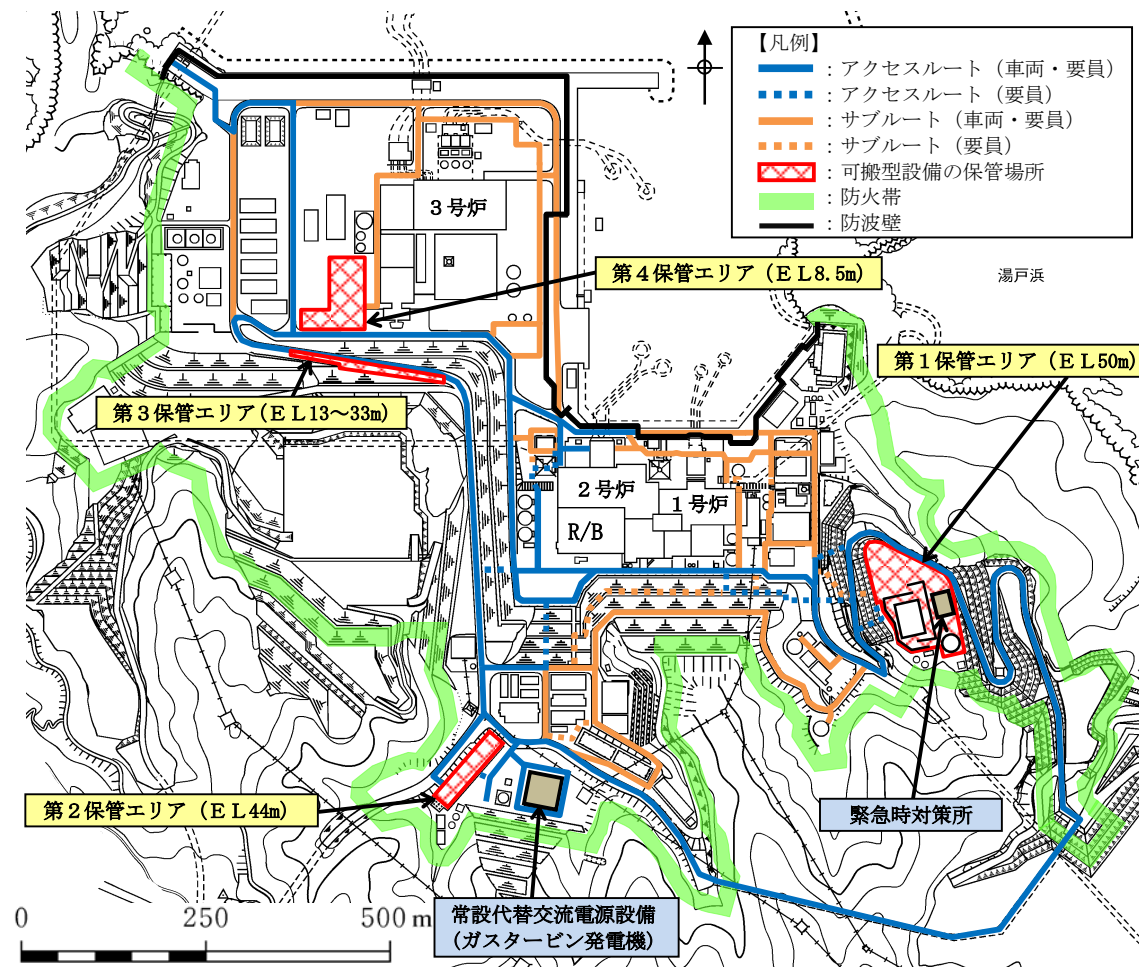 【凡例】
：アクセスルート（車両・要員）
：アクセスルート（要員）
：サブルート（車両・要員）
：サブルート（要員）
：可搬型設備の保管場所
：防火帯
：防波壁
3号炉
第４保管エリア（ＥＬ8.5m）
湯戸浜
第１保管エリア（ＥＬ50m）
第３保管エリア（ＥＬ13～33m）
2号炉
1号炉
R/B
第２保管エリア（ＥＬ44m）
緊急時対策所
常設代替交流電源設備
（ガスタービン発電機）
0 250 500 m